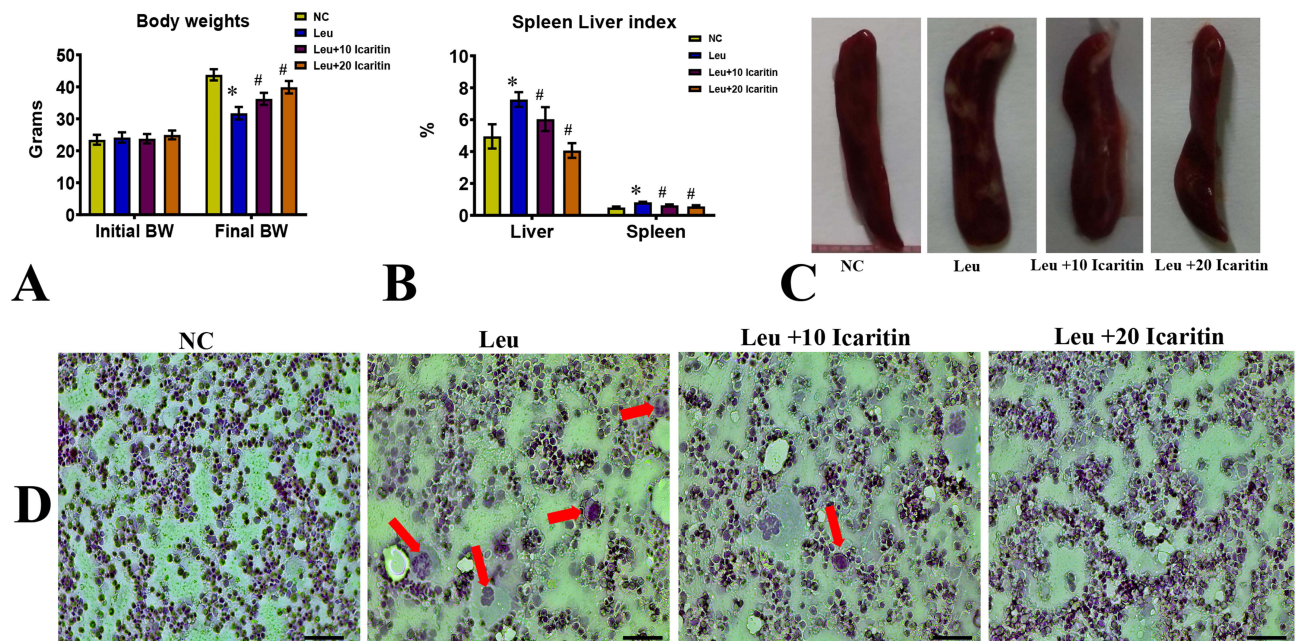 Body weights
NC
Leu
Leu+10 Icaritin
Leu+20 Icaritin
50
40
30
20
10
0
Grams
*
#
#
Initial BW
Final BW
A
Spleen Liver index
NC
Leu
Leu+10 Icaritin
Leu+20 Icaritin
10
8
6
4
2
0
%
*
#
#
*
#
#
Liver
Spleen
B
NC
Leu
Leu +10 Icaritin
Leu +20 Icaritin
C
NC
Leu
Leu +10 Icaritin
Leu +20 Icaritin
D